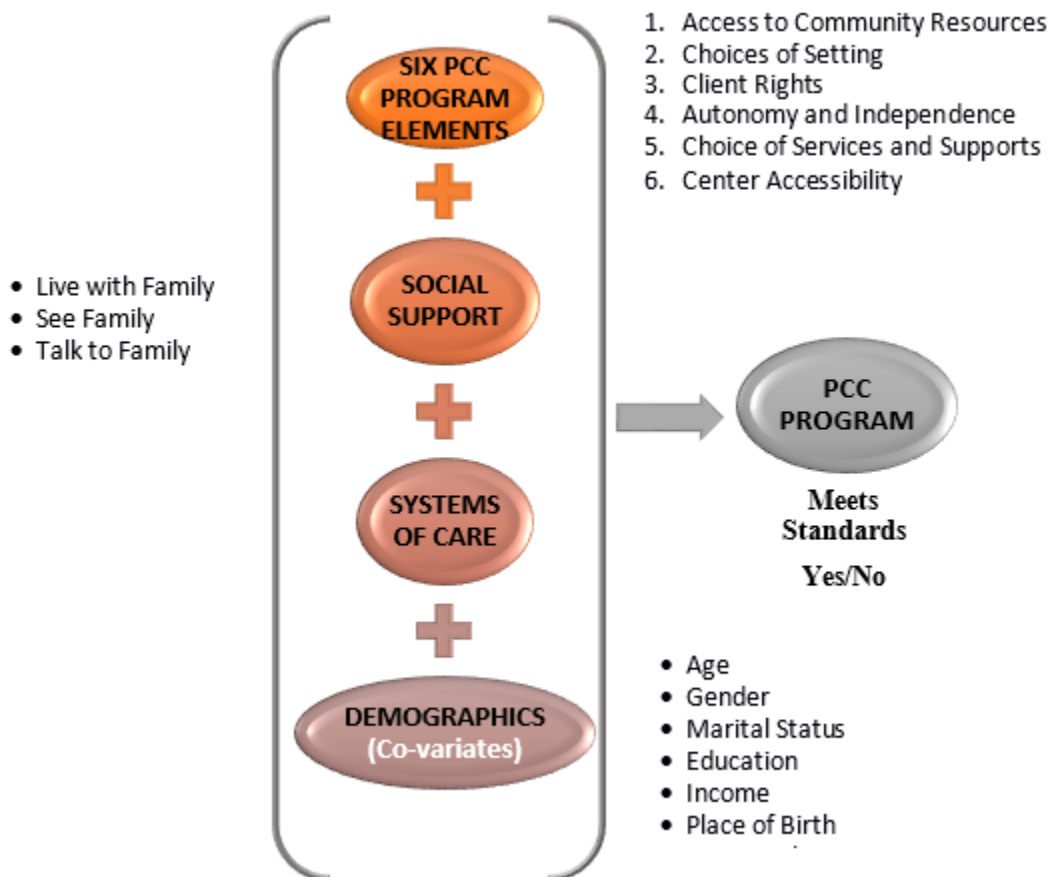 SIX PCC
PROGRAM
ELEMENTS
1. Access to Community Resources
2. Choices of Setting
3. Client Rights
4. Autonomy and Independence
5. Choice of Services and Supports
6. Center Accessibility
SOCIAL
SUPPORT
• Live with Family
• See Family
• Talk to Family
SYSTEMS
OF CARE
DEMOGRAPHICS
(Co-variates)
PCC
PROGRAM
Meets
Standards
Yes/No
• Age
• Gender
• Marital Status
• Education
• Income
• Place of Birth